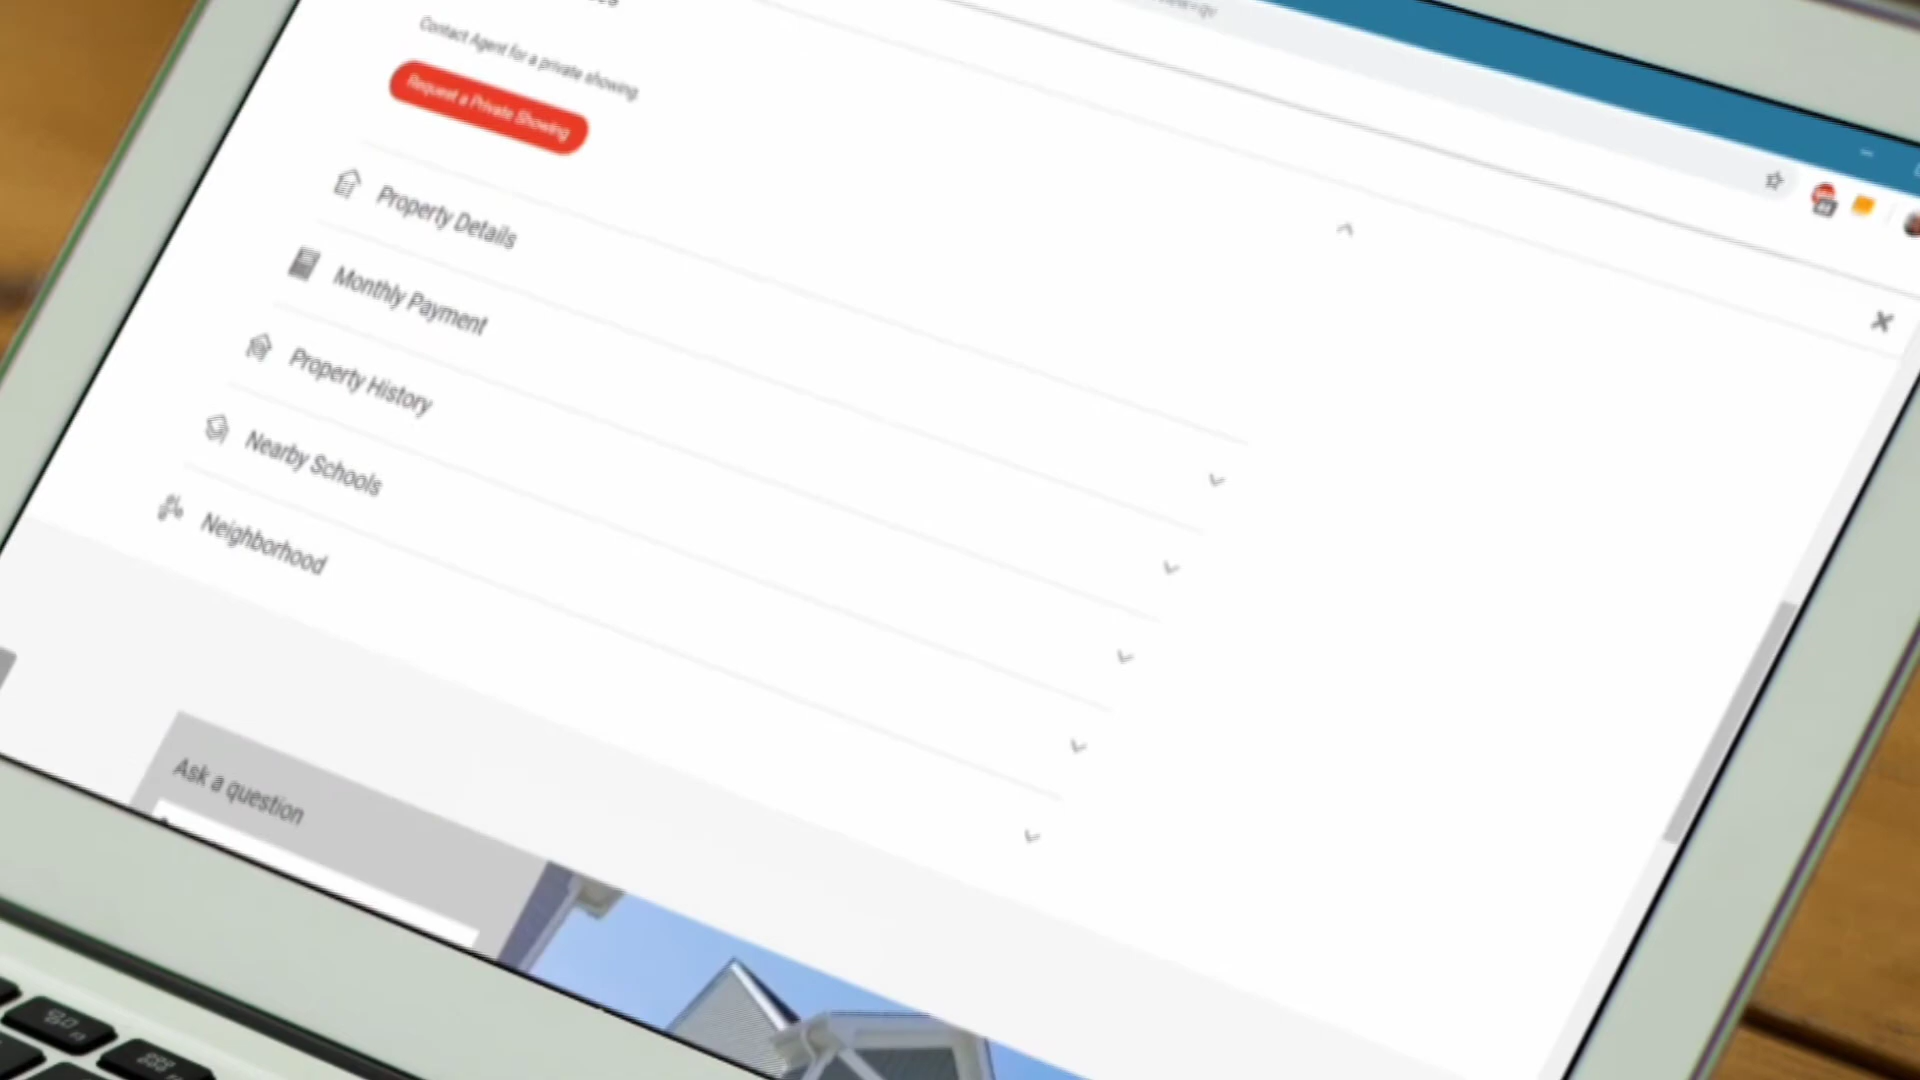 Contact Agent for a private showing.
Request a Private Showing
Property Details
Monthly Payment
Property History
Nearby Schools
Neighborhood
Ask a question